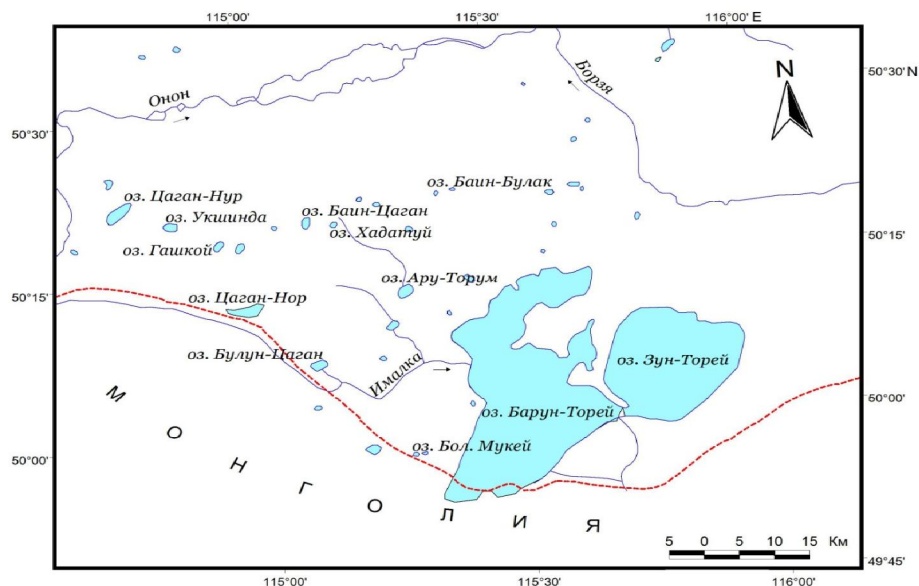 115°00'
115°,5'
116°00' E
50°30' N
Онон
Борзя
N
50°30'
оз. Цаган-Нур
оз. Баин-Булак
оз. Укшинда
оз. Баин-Цаган
оз. Хадатуй
50°15'
оз. Гашкой
оз. Ару-Торум
50°15'
оз. Цаган-Нор
оз. Булун-Цаган
Ималка
оз. Зун-Торей
50°00'
оз. Барун-Торей
оз. Бол. Мукей
50°00'
МОНГОЛИЯ
5 0 5 10 15 Км
49°45'
115°00'
115°30'
116°00'